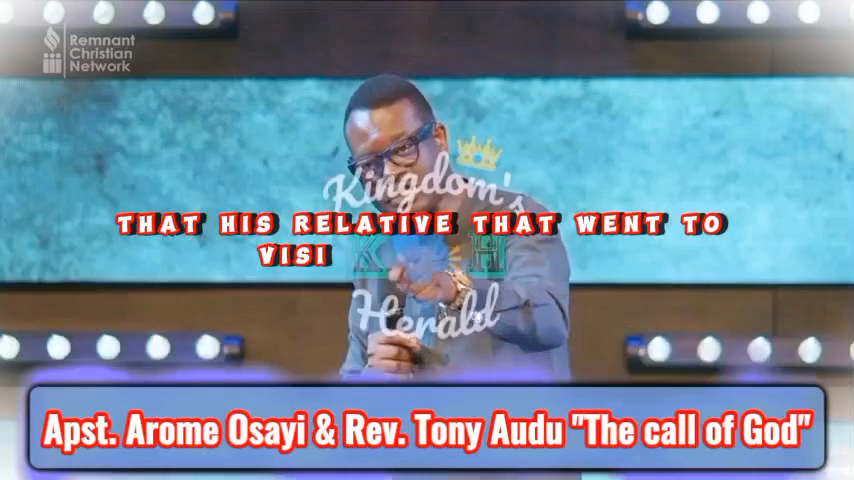 Remnant
Christian
Network
Kingdom's
THAT HIS RELATIVE THAT WENT TO
VISI
K H
Herald
Apst. Arome Osayi & Rev. Tony Audu "The call of God"